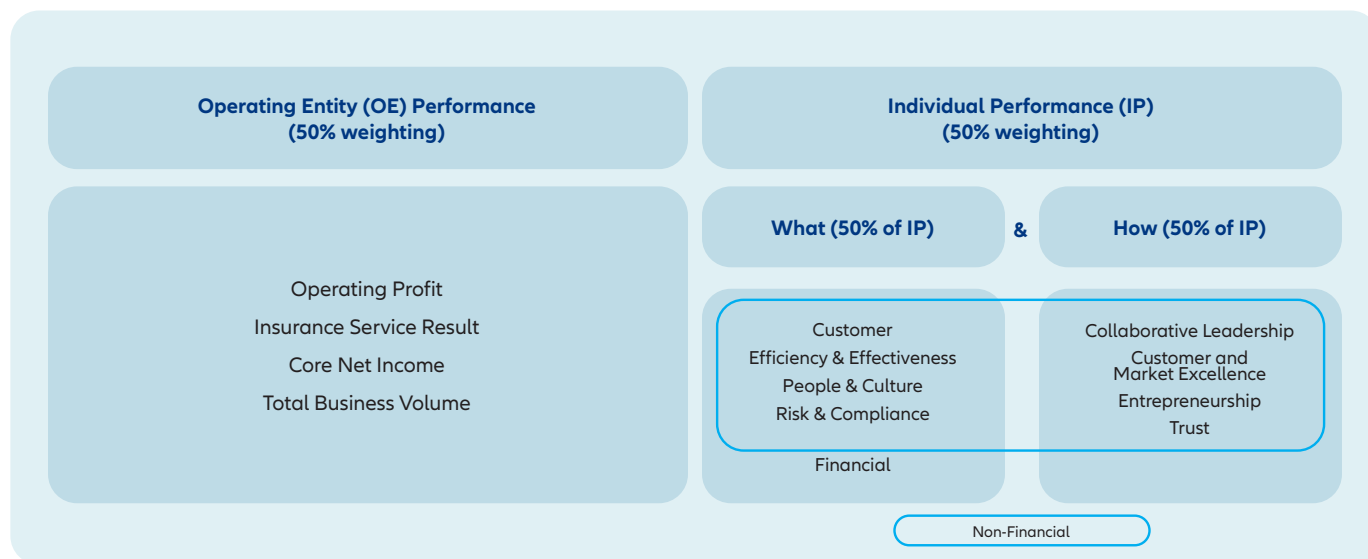 Operating Entity (OE) Performance
(50% weighting)
Individual Performance (IP)
(50% weighting)
Operating Profit
Insurance Service Result
Core Net Income
Total Business Volume
What (50% of IP)
&
How (50% of IP)
Customer
Efficiency & Effectiveness
People & Culture
Risk & Compliance
Financial
Collaborative Leadership
Customer and
Market Excellence
Entrepreneurship
Trust
Non-Financial